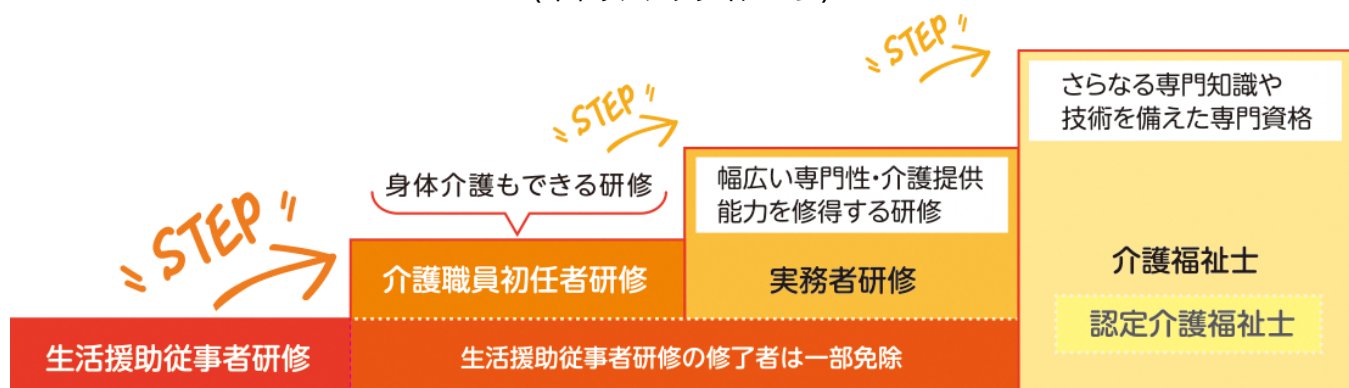 STEP
さらなる専門知識や
技術を備えた専門資格
STEP
幅広い専門性・介護提供
能力を修得する研修
身体介護もできる研修
STEP
介護職員初任者研修
実務者研修
介護福祉士
認定介護福祉士
生活援助従事者研修
生活援助従事者研修の修了者は一部免除